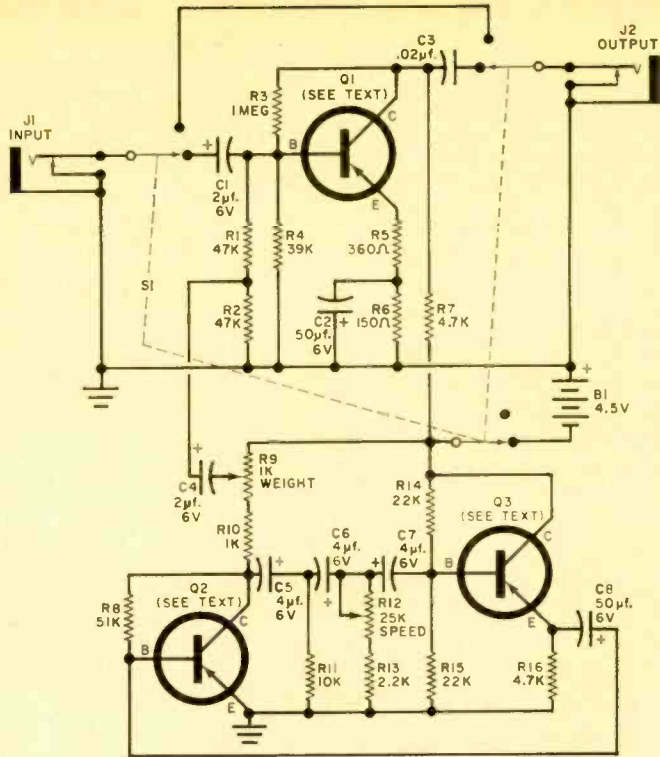 J2
OUTPUT
C3
.02µf.
Q1
(SEE TEXT)
R3
1MEG
C
J1
INPUT
V
V
+
B
C1
2µf.
6V
E
R1
47K
R4
39K
R5
360Ω
S1
R2
47K
C2
50µf.
6V
+
R6
150Ω
R7
4.7K
+
B1
4.5V
+
C4
2µf.
6V
R9
1K
WEIGHT
R14
22K
Q3
(SEE TEXT)
R10
1K
C
Q2
(SEE TEXT)
C5
4µf.
6V
+
C6
4µf.
6V
+
C7
4µf.
6V
+
B
C8
50µf.
6V
+
R8
51K
C
R12
25K
SPEED
E
B
R11
10K
R13
2.2K
R15
22K
R16
4.7K
E